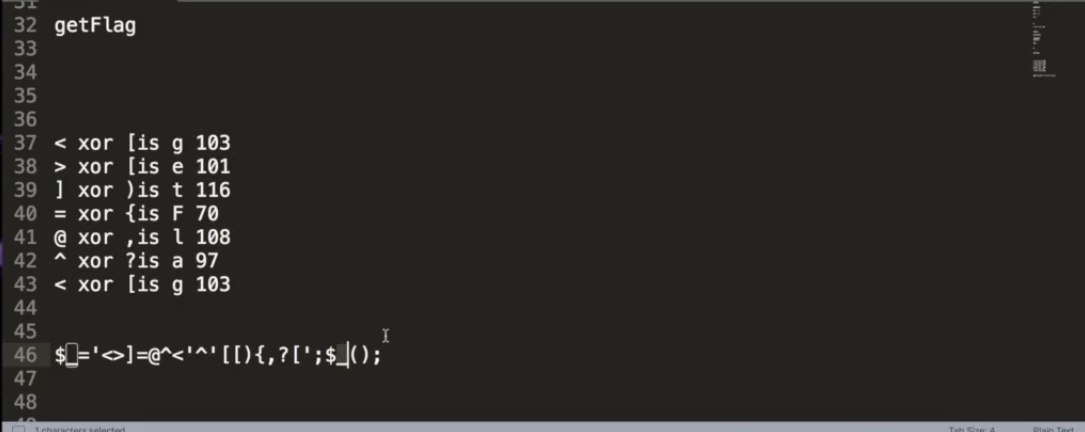 31
32 getFlag
33
34
35
36
37 < xor [is g 103
38 > xor [is e 101
39 ] xor )is t 116
40 = xor {is F 70
41 @ xor ,is l 108
42 ^ xor ?is a 97
43 < xor [is g 103
44
45
46 $_='<>]=@^<'^'[[){,?[';$_();
47
48
49
1 characters selected
Tab Size: 4
Plain Text